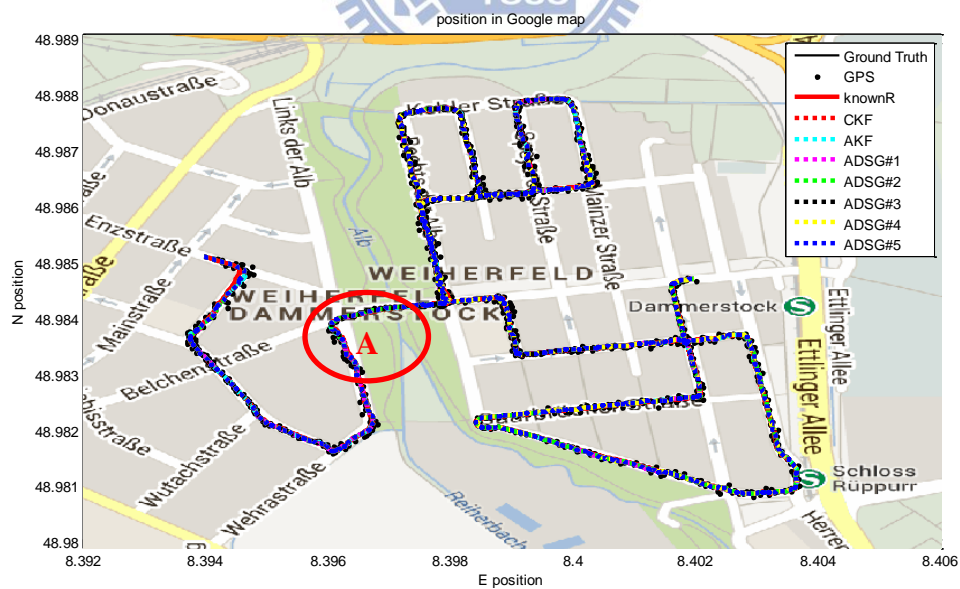 position in Google map
48.989
48.988
48.987
48.986
48.985
48.984
48.983
48.982
48.981
48.98
N position
8.392
8.394
8.396
8.398
8.4
8.402
8.404
8.406
E position
Ground Truth
GPS
knownR
CKF
AKF
ADSG#1
ADSG#2
ADSG#3
ADSG#4
ADSG#5
Donaustraße
Links der Alb
Straße
Enzstraße
Alb
Straße
Mainzer Straße
WEIHERFELD
WEIHERFELD
DAMMERSTOCK
A
Mainstraße
Belchenstraße
Dammerstock
Ettlinger Allee
Ettlinger Allee
Wutachstraße
Wehrastraße
Reiherbach
Schloss
Rüppurr